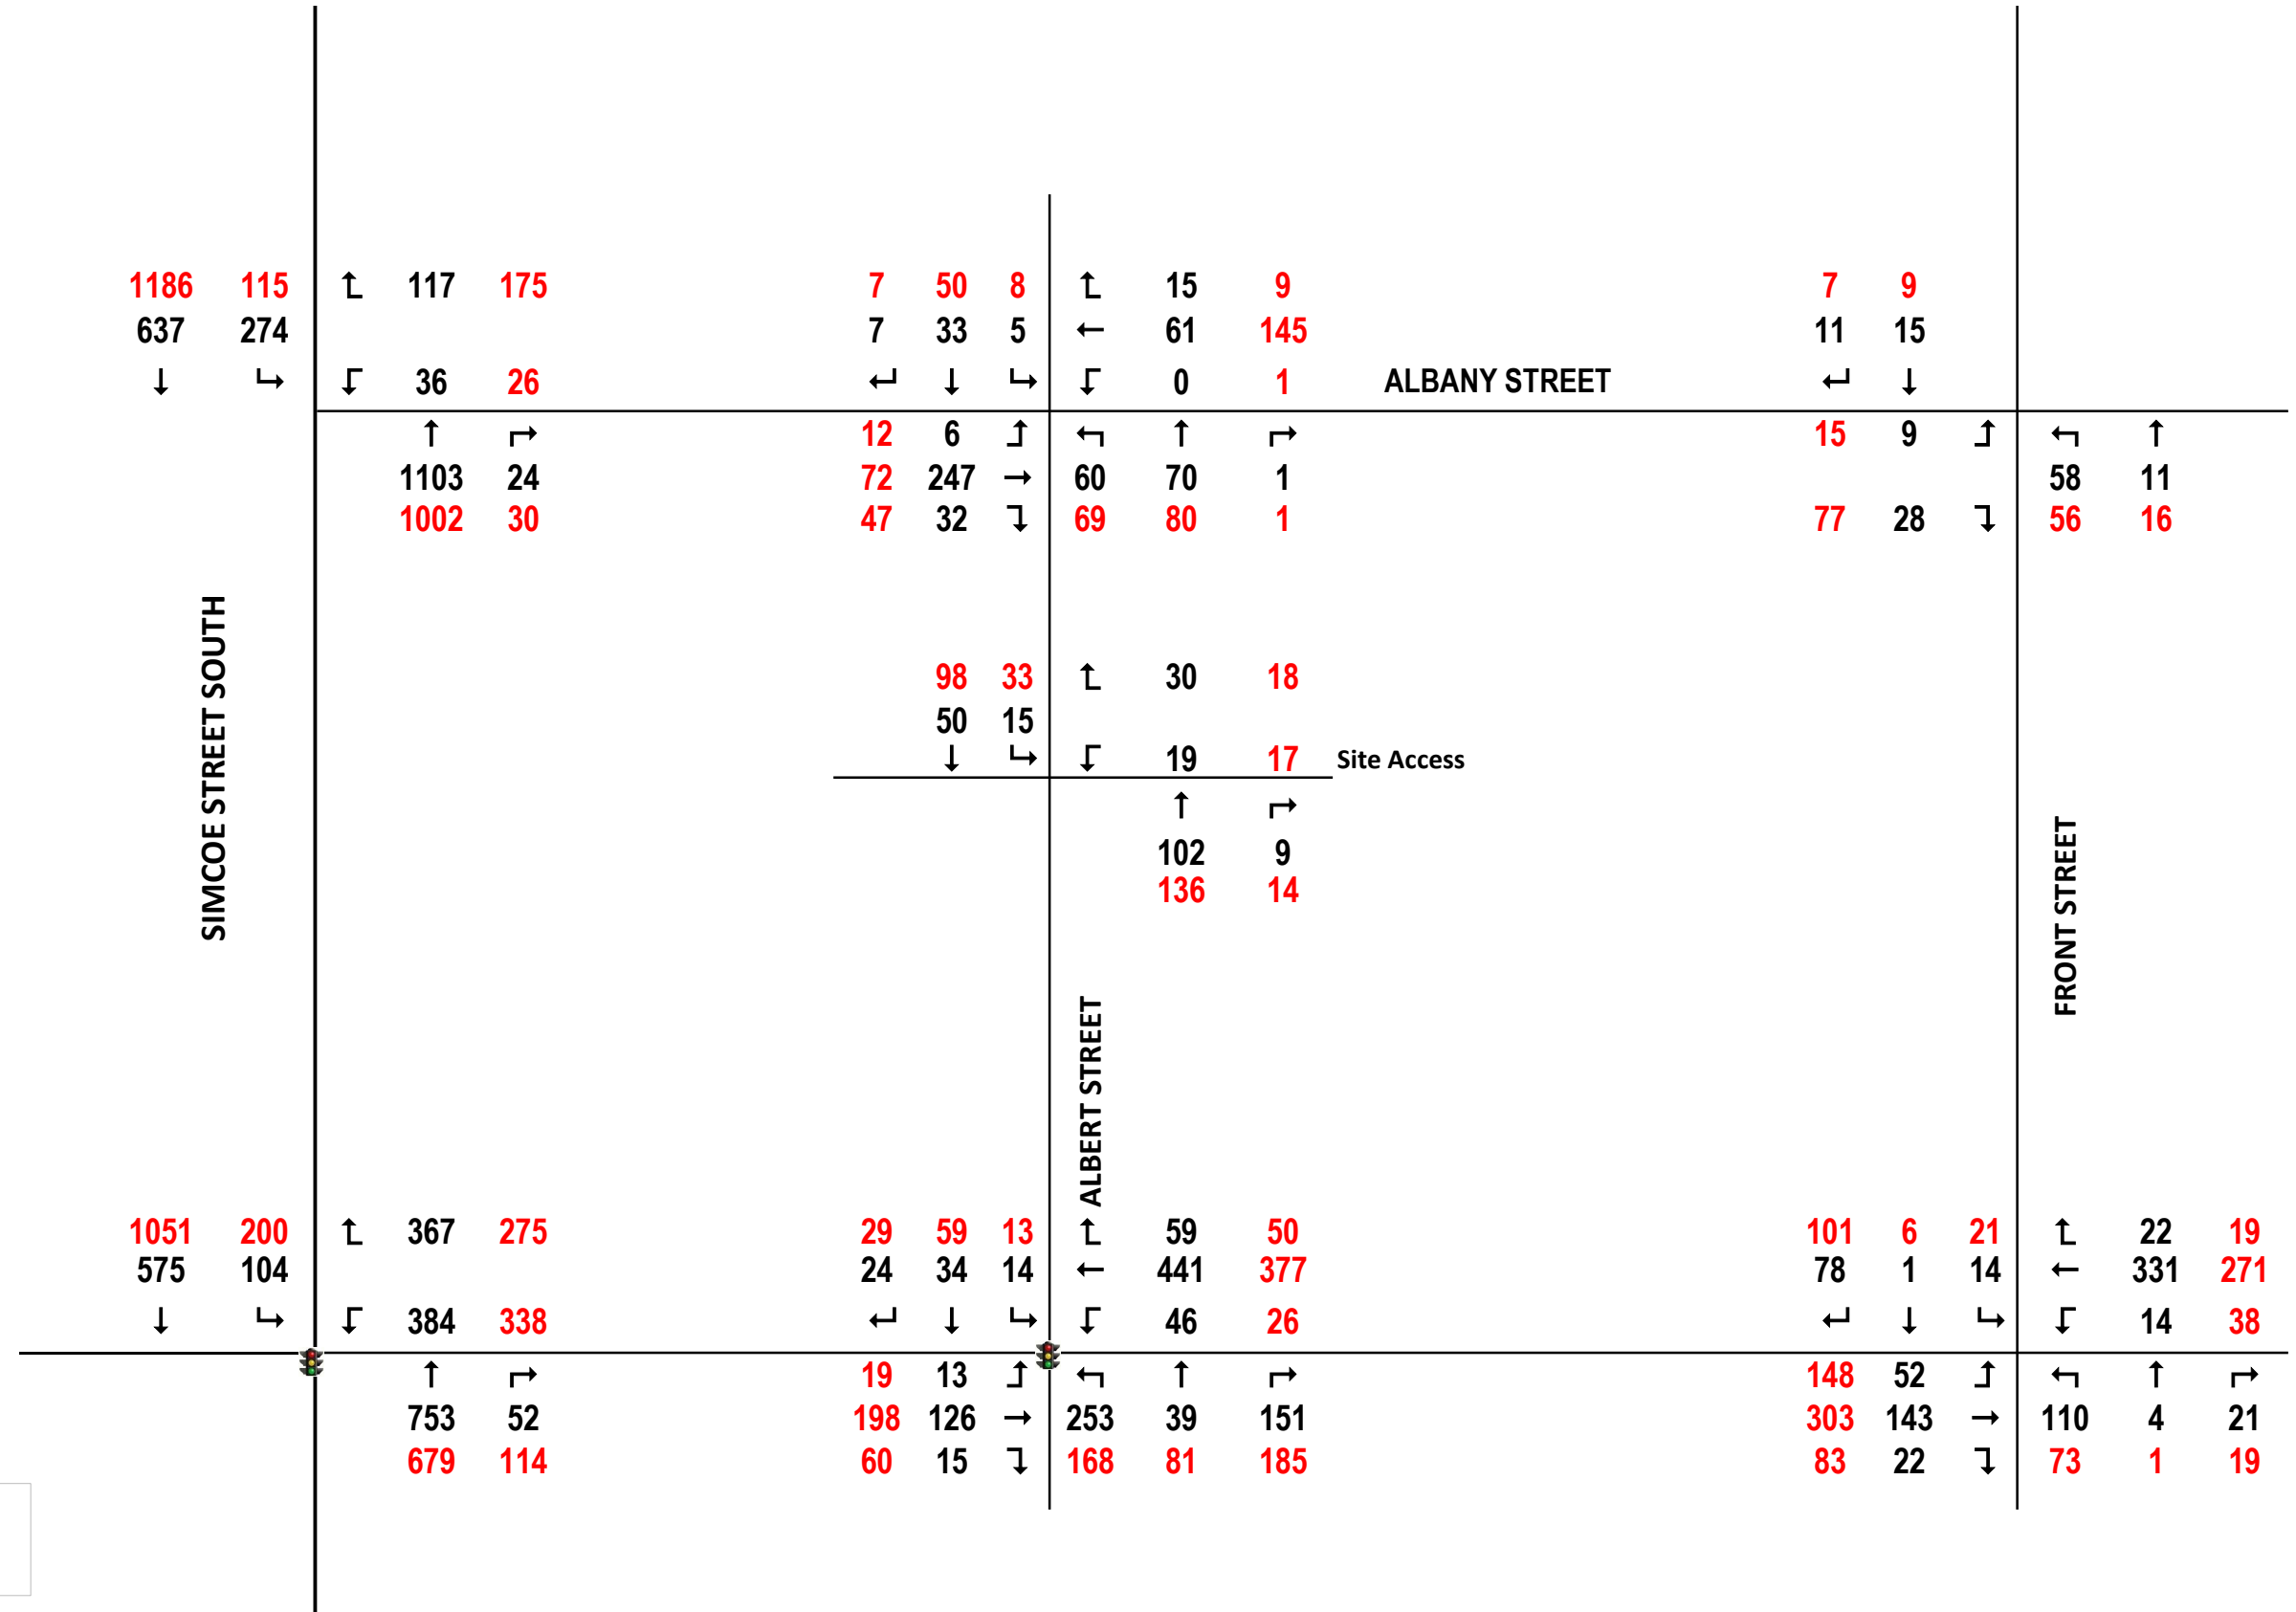 1186 115 117 175 7 50 8 15 9 7 9
637 274 7 33 5 61 145 11 15
36 26 0 1 ALBANY STREET
12 6 15 9
1103 24 72 247 60 70 1 58 11
1002 30 47 32 69 80 1 77 28 56 16
SIMCOE STREET SOUTH
98 33 30 18
50 15
19 17 Site Access
102 9
136 14
FRONT STREET
ALBERT STREET
1051 200 367 275 29 59 13 59 50 101 6 21 22 19
575 104 24 34 14 441 377 78 1 14 331 271
384 338 46 26 14 38
19 13 148 52
753 52 198 126 253 39 151 303 143 110 4 21
679 114 60 15 168 81 185 83 22 73 1 19